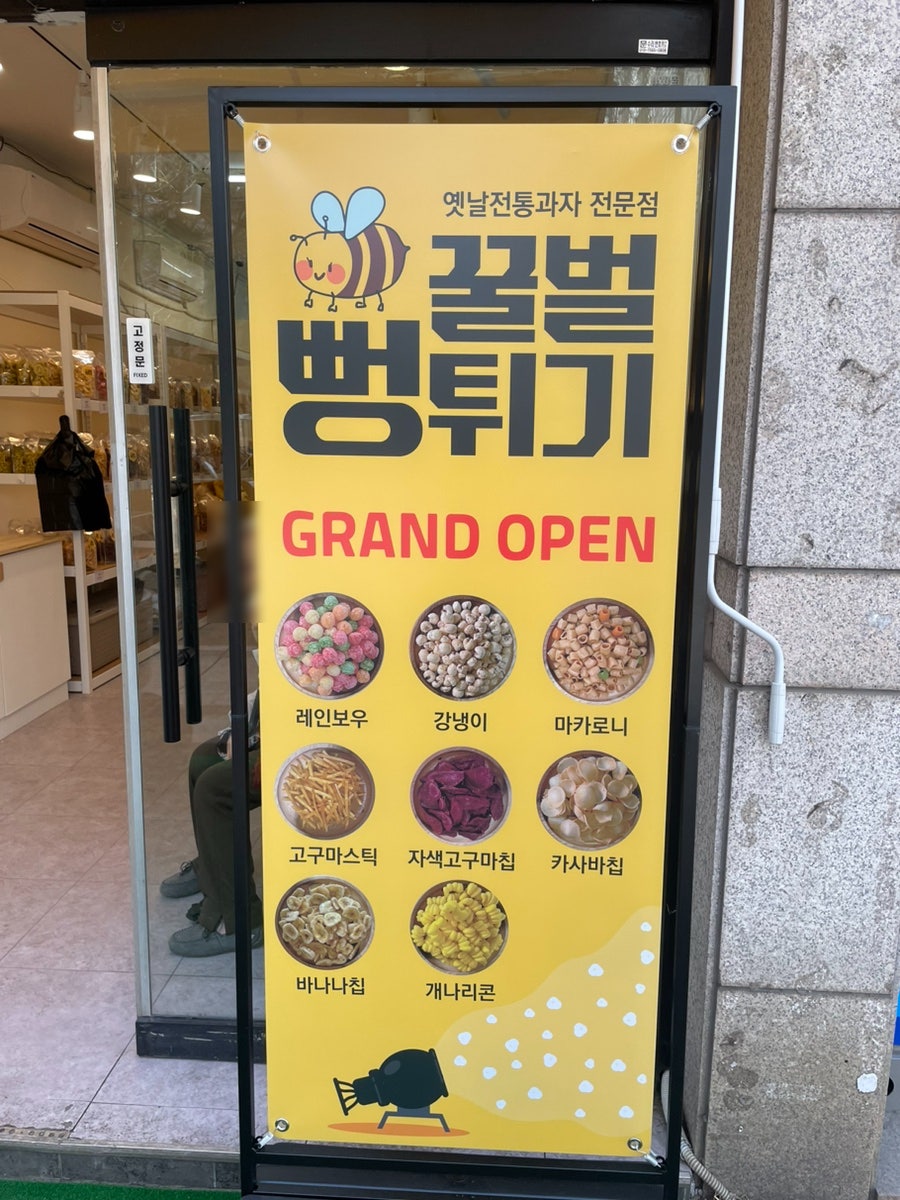 옛날전통과자 전문점
꿀벌
뻥튀기
GRAND OPEN
레인보우 강냉이 마카로니
고구마스틱 자색고구마칩 카사바칩
바나나칩 개나리콘
고정문
FIXED